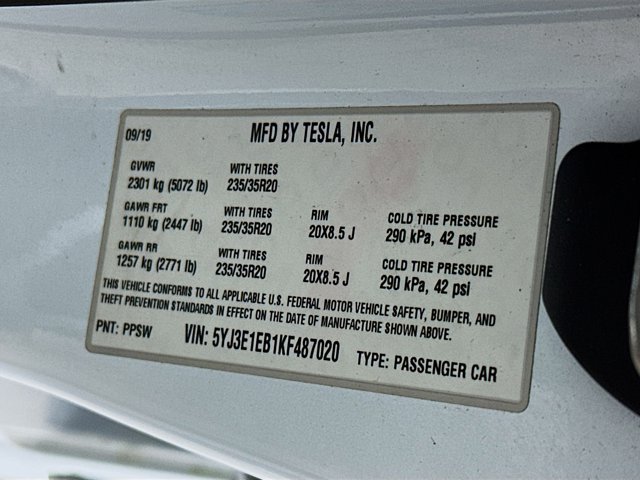 09/19 MFD BY TESLA, INC.
GVWR WITH TIRES
2301 kg (5072 lb) 235/35R20
GAWR FRT WITH TIRES RIM COLD TIRE PRESSURE
1110 kg (2447 lb) 235/35R20 20X8.5 J 290 kPa, 42 psi
GAWR RR WITH TIRES RIM COLD TIRE PRESSURE
1257 kg (2771 lb) 235/35R20 20X8.5 J 290 kPa, 42 psi
THIS VEHICLE CONFORMS TO ALL APPLICABLE U.S. FEDERAL MOTOR VEHICLE SAFETY, BUMPER, AND
THEFT PREVENTION STANDARDS IN EFFECT ON THE DATE OF MANUFACTURE SHOWN ABOVE.
PNT: PPSW VIN: 5YJ3E1EB1KF487020 TYPE: PASSENGER CAR